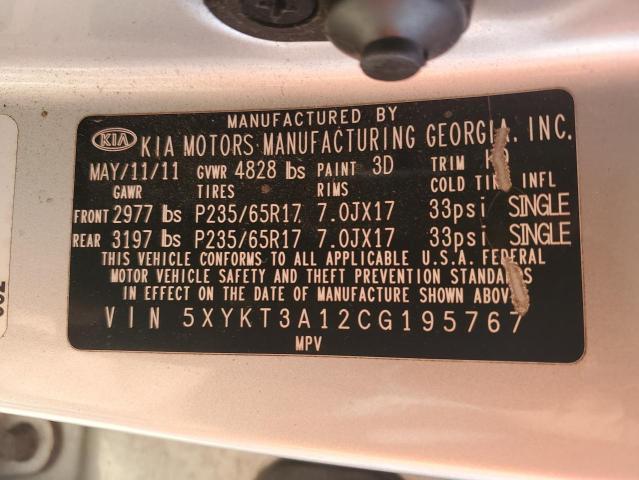 MANUFACTURED BY
KIA KIA MOTORS MANUFACTURING GEORGIA, INC.
MAY/11/11 GVWR 4828 lbs PAINT 3D TRIM
GAWR TIRES RIMS COLD TIRE INFL
FRONT 2977 lbs P235/65R17 7.0JX17 33psi SINGLE
REAR 3197 lbs P235/65R17 7.0JX17 33psi SINGLE
THIS VEHICLE CONFORMS TO ALL APPLICABLE U.S.A. FEDERAL
MOTOR VEHICLE SAFETY AND THEFT PREVENTION STANDARDS
IN EFFECT ON THE DATE OF MANUFACTURE SHOWN ABOVE
VIN 5XYKT3A12CG195767
MPV